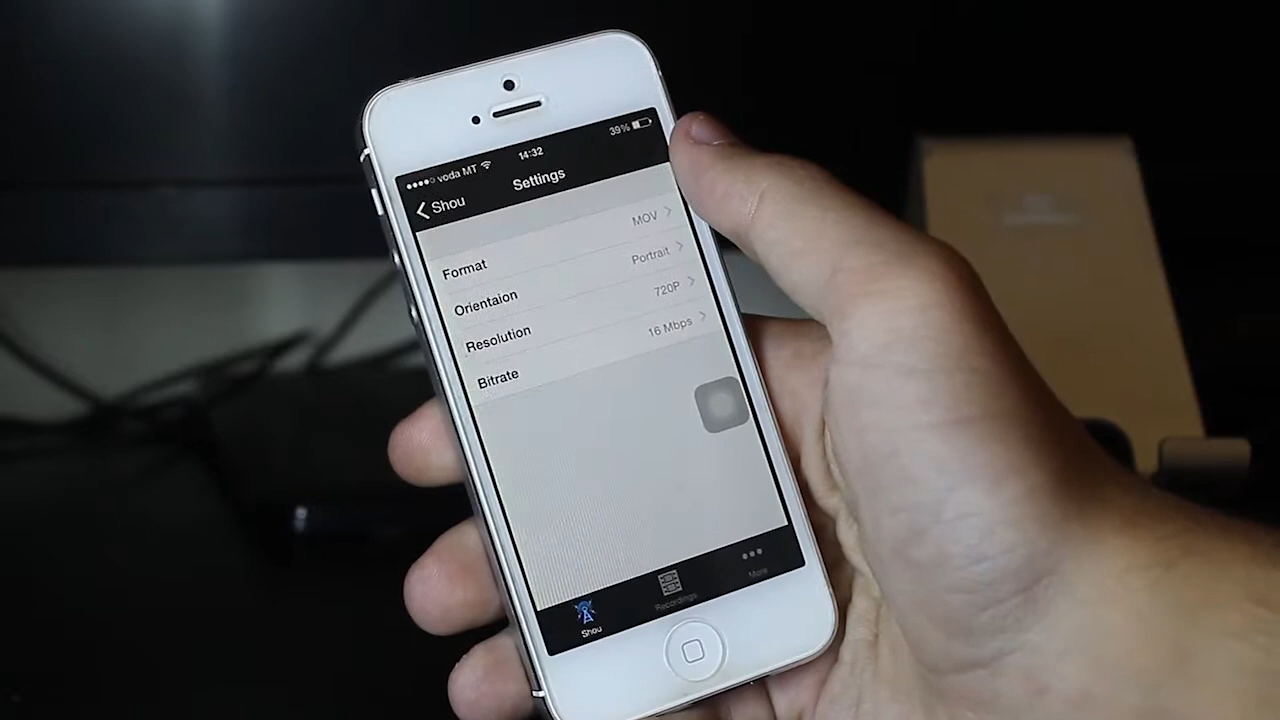 voda MT 14:32 39%
Shou Settings
Format MOV
Orientaion Portrait
Resolution 720P
Bitrate 16 Mbps
Shou Recordings More